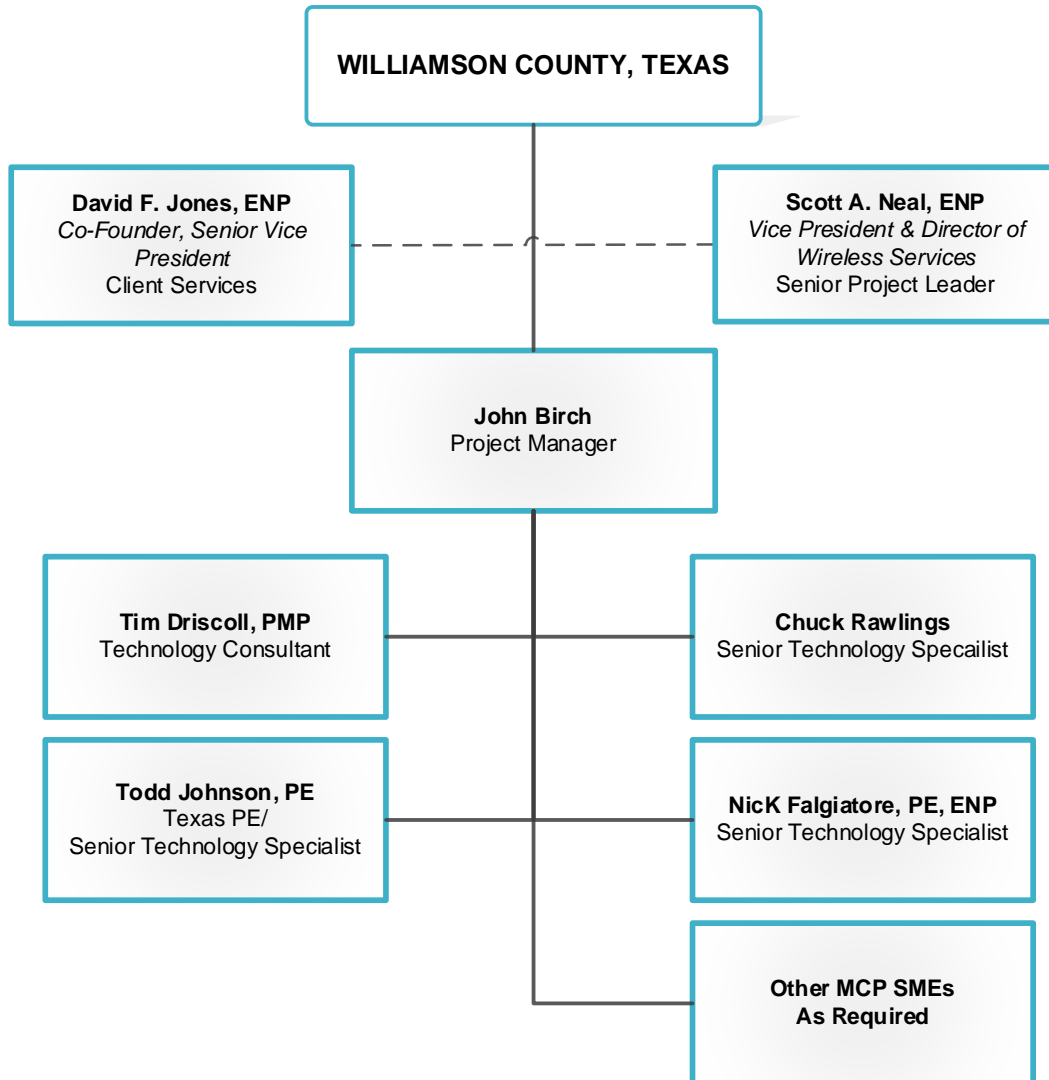 WILLIAMSON COUNTY, TEXAS
David F. Jones, ENP
Co-Founder, Senior Vice
President
Client Services
Scott A. Neal, ENP
Vice President & Director of
Wireless Services
Senior Project Leader
John Birch
Project Manager
Tim Driscoll, PMP
Technology Consultant
Chuck Rawlings
Senior Technology Specailist
Todd Johnson, PE
Texas PE/
Senior Technology Specialist
NicK Falgiatore, PE, ENP
Senior Technology Specialist
Other MCP SMEs
As Required